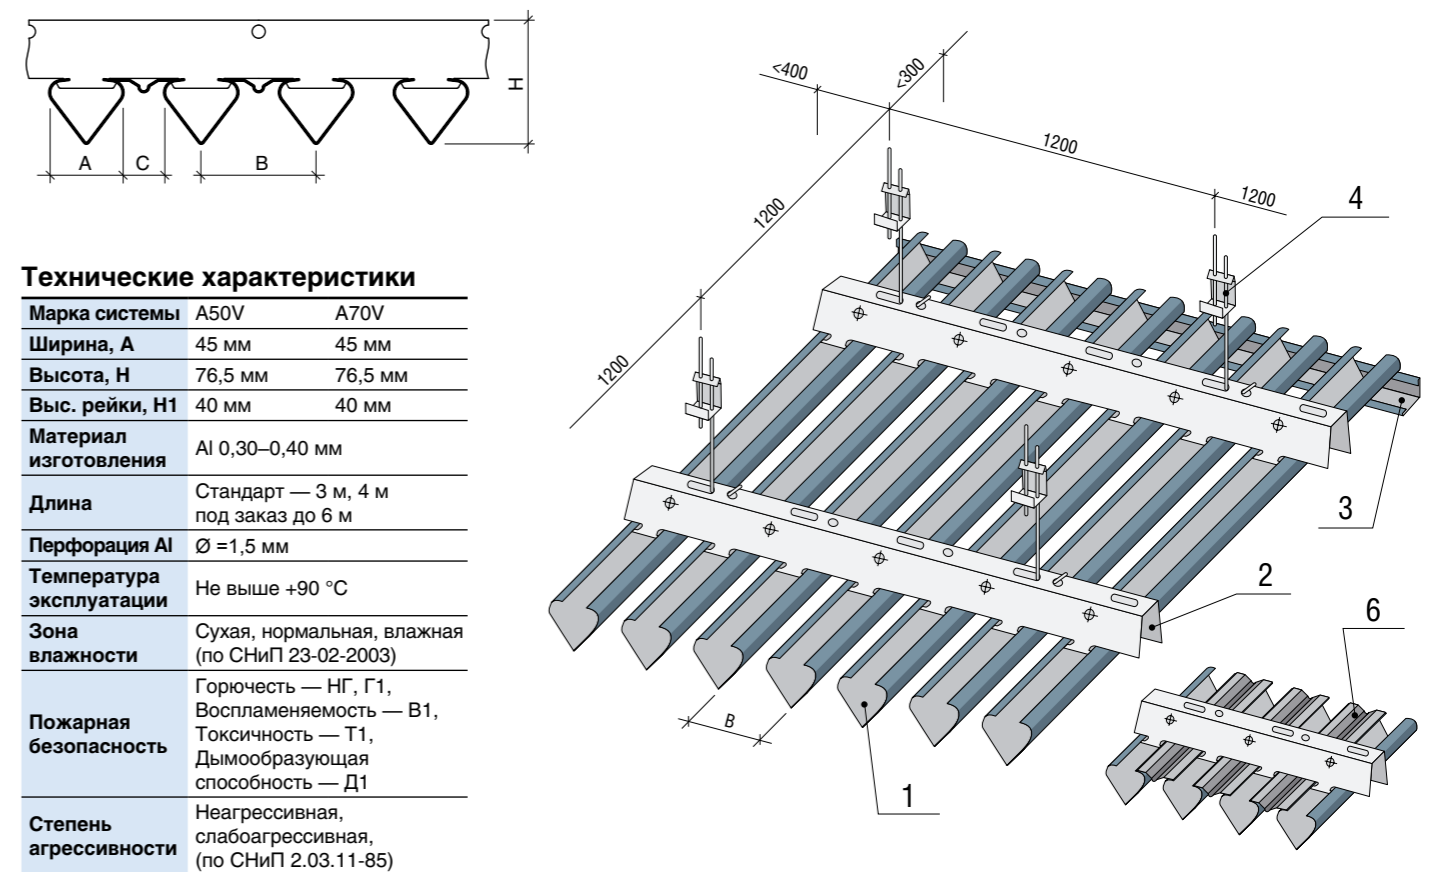 H
A
C
B
Технические характеристики
Марка системы A50V A70V
Ширина, A 45 мм 45 мм
Высота, H 76,5 мм 76,5 мм
Выс. рейки, H1 40 мм 40 мм
Материал
изготовления
Al 0,30–0,40 мм
Длина
Стандарт — 3 м, 4 м
под заказ до 6 м
Перфорация Al Ø =1,5 мм
Температура
эксплуатации
Не выше +90 °C
Зона
влажности
Сухая, нормальная, влажная
(по СНиП 23-02-2003)
Пожарная
безопасность
Горючесть — НГ, Г1,
Воспламеняемость — В1,
Токсичность — Т1,
Дымообразующая
способность — Д1
Степень
агрессивности
Неагрессивная,
слабоагрессивная,
(по СНиП 2.03.11-85)
<400
<300
1200
1200
1200
1200
4
3
2
6
B
1